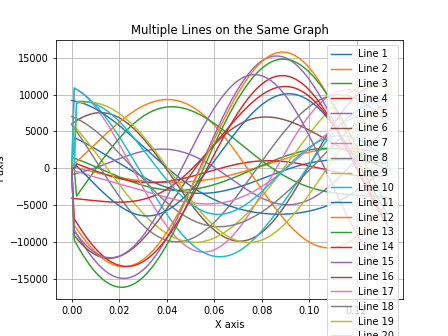 Multiple Lines on the Same Graph
15000
10000
5000
0
−5000
−10000
−15000
0.00
0.02
0.04
0.06
0.08
0.10
X axis
Line 1
Line 2
Line 3
Line 4
Line 5
Line 6
Line 7
Line 8
Line 9
Line 10
Line 11
Line 12
Line 13
Line 14
Line 15
Line 16
Line 17
Line 18
Line 19
Line 20